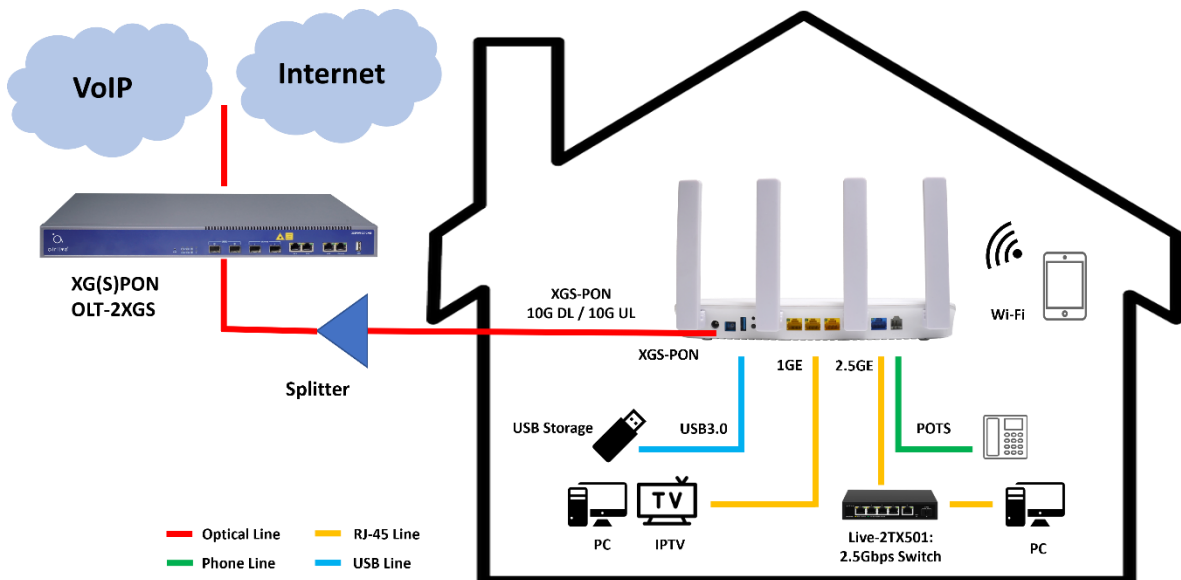 VoIP
Internet
XG(S)PON
OLT-2XGS
Splitter
XGS-PON
10G DL / 10G UL
XGS-PON
1GE
2.5GE
Wi-Fi
USB Storage
USB3.0
POTS
TV
PC
IPTV
Live-2TX501:
2.5Gbps Switch
PC
Optical Line
RJ-45 Line
Phone Line
USB Line